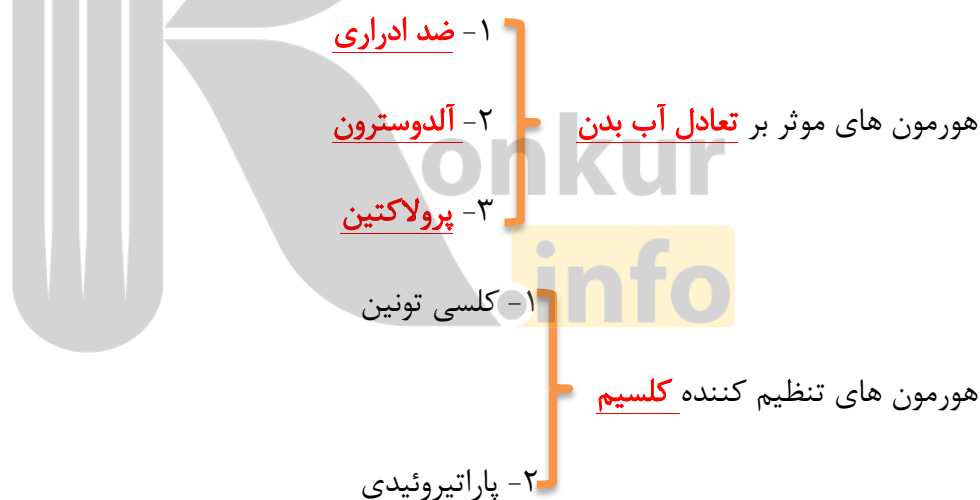 ۱- ضد ادراری
هورمون های موثر بر تعادل آب بدن
۲- آلدوسترون
۳- پرولاکتین
۱- کلسی تونین
هورمون های تنظیم کننده کلسیم
۲- پاراتیروئیدی
Konkur
.info